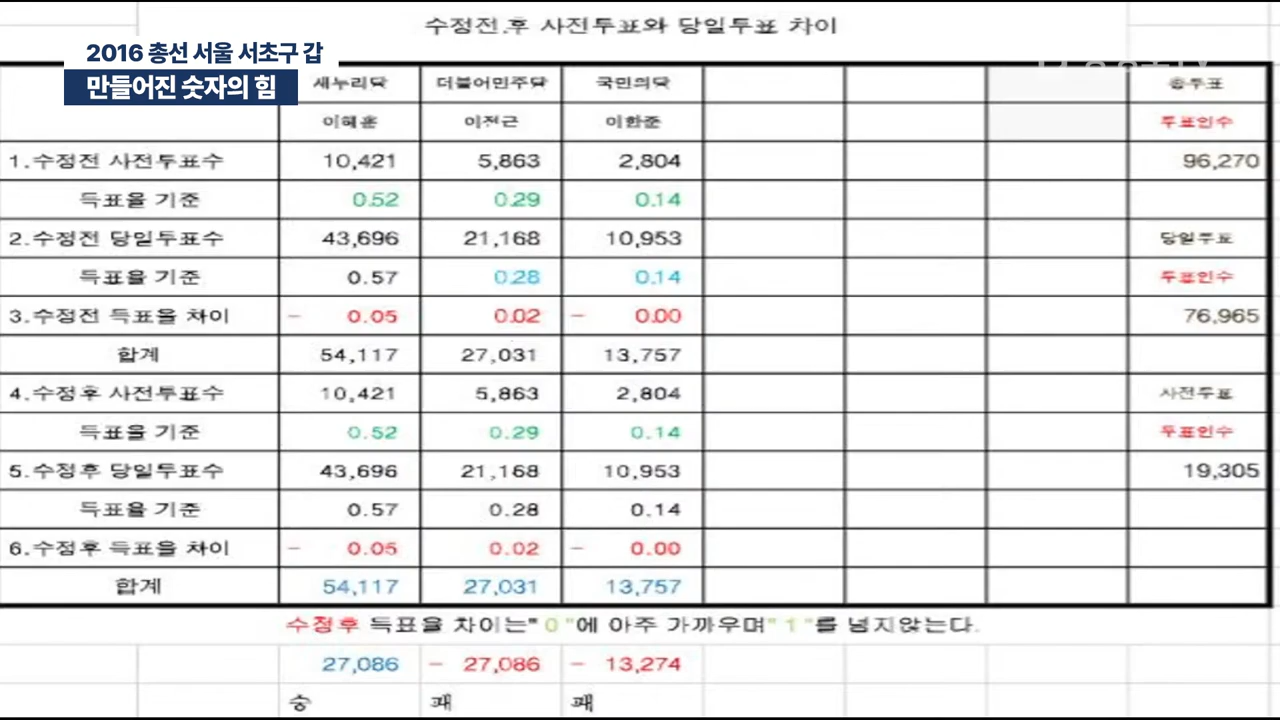 수정전.후 사전투표와 당일투표 차이
2016 총선 서울 서초구 갑
만들어진 숫자의 힘
새누리당 더불어민주당 국민의당 총투표
이혜훈 이정근 이한준 투표인수
1.수정전 사전투표수 10,421 5,863 2,804 96,270
득표율 기준 0.52 0.29 0.14
2.수정전 당일투표수 43,696 21,168 10,953 당일투표
득표율 기준 0.57 0.28 0.14 투표인수
3.수정전 득표율 차이 - 0.05 0.02 - 0.00 76,965
합계 54,117 27,031 13,757
4.수정후 사전투표수 10,421 5,863 2,804 사전투표
득표율 기준 0.52 0.29 0.14 투표인수
5.수정후 당일투표수 43,696 21,168 10,953 19,305
득표율 기준 0.57 0.28 0.14
6.수정후 득표율 차이 - 0.05 0.02 - 0.00
합계 54,117 27,031 13,757
수정후 득표율 차이는"0"에 아주 가까우며"1"를 넘지않는다.
27,086 - 27,086 - 13,274
승 패 패